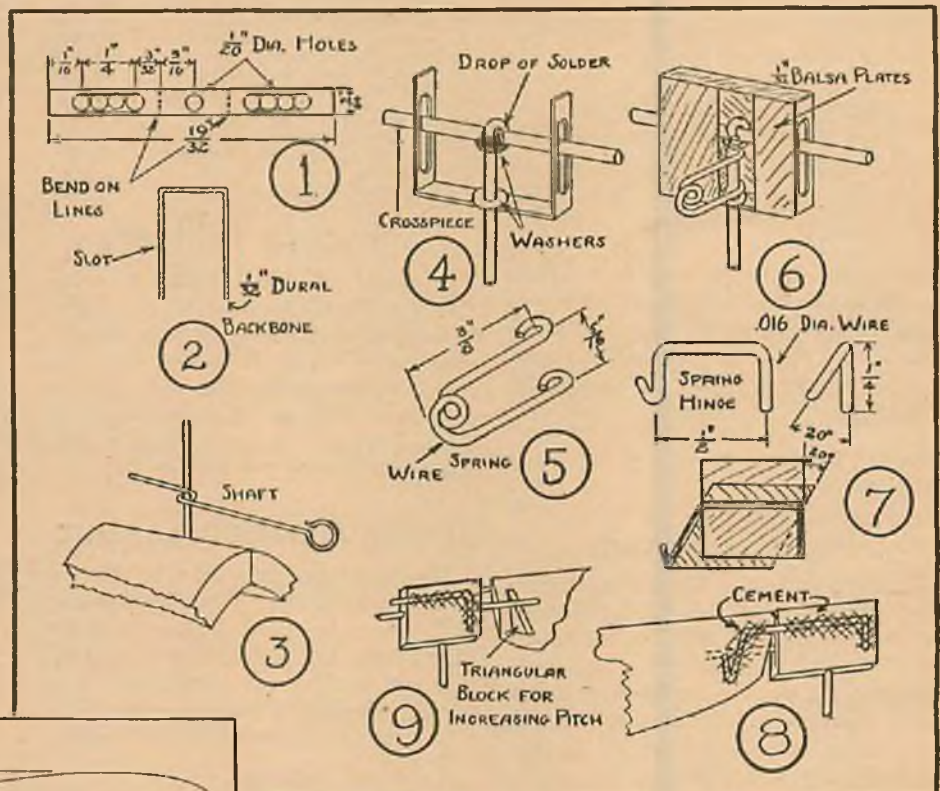 1/16" 1/4" 3/32" 3/16" 1/20" DIA. HOLES
19/32
BEND ON
LINES
1
SLOT
1/32" DURAL
BACKBONE
2
SHAFT
3
DROP OF SOLDER
CROSSPIECE
WASHERS
4
3/8"
WIRE SPRING
5
1/32" BALSA PLATES
6
.016 DIA. WIRE
SPRING
HINGE
1/8"
1/4"
20°
20°
7
CEMENT
8
TRIANGULAR
BLOCK FOR
INCREASING PITCH
9